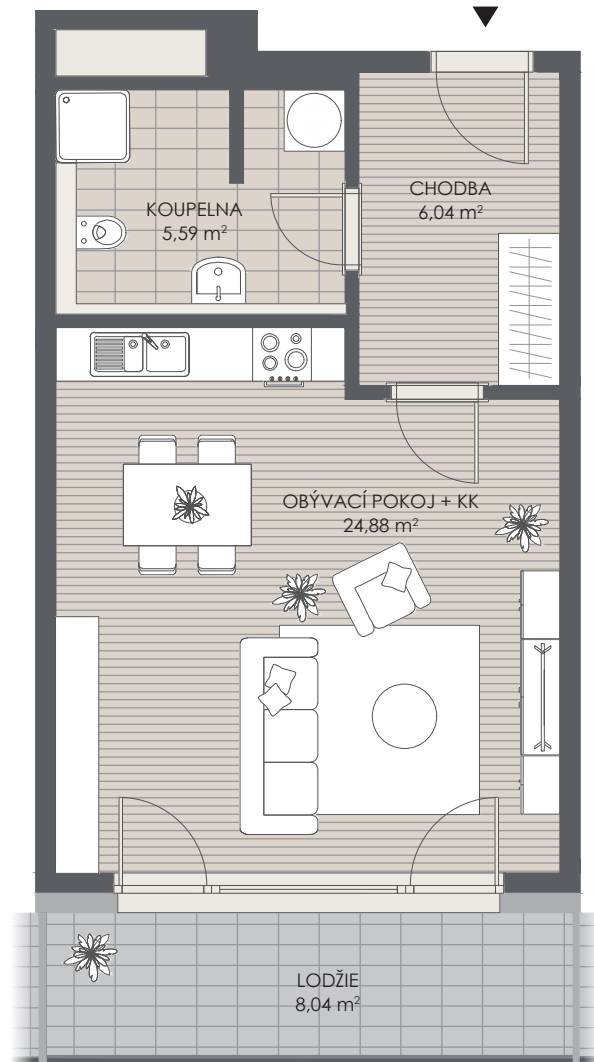 CHODBA
6,04 m²
KOUPELNA
5,59 m²
OBÝVACÍ POKOJ + KK
24,88 m²
LODŽIE
8,04 m²